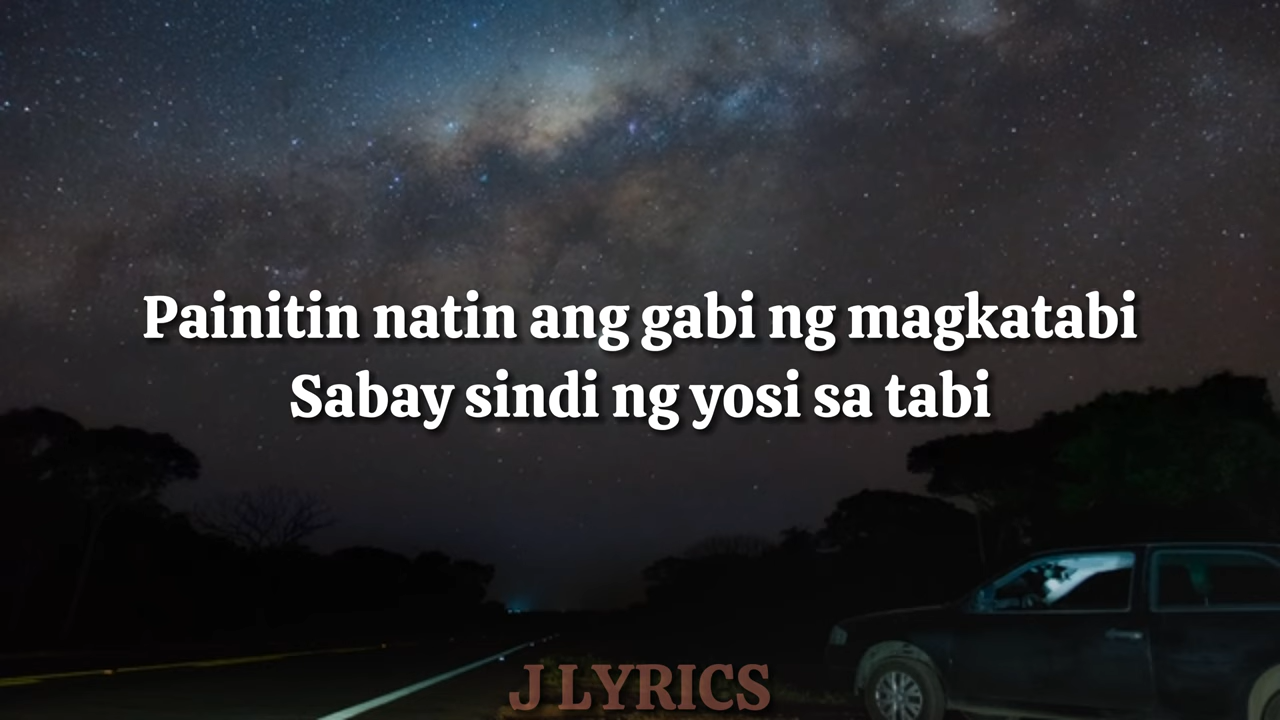 Painitin natin ang gabi ng magkatabi
Sabay sindi ng yosi sa tabi
J LYRICS